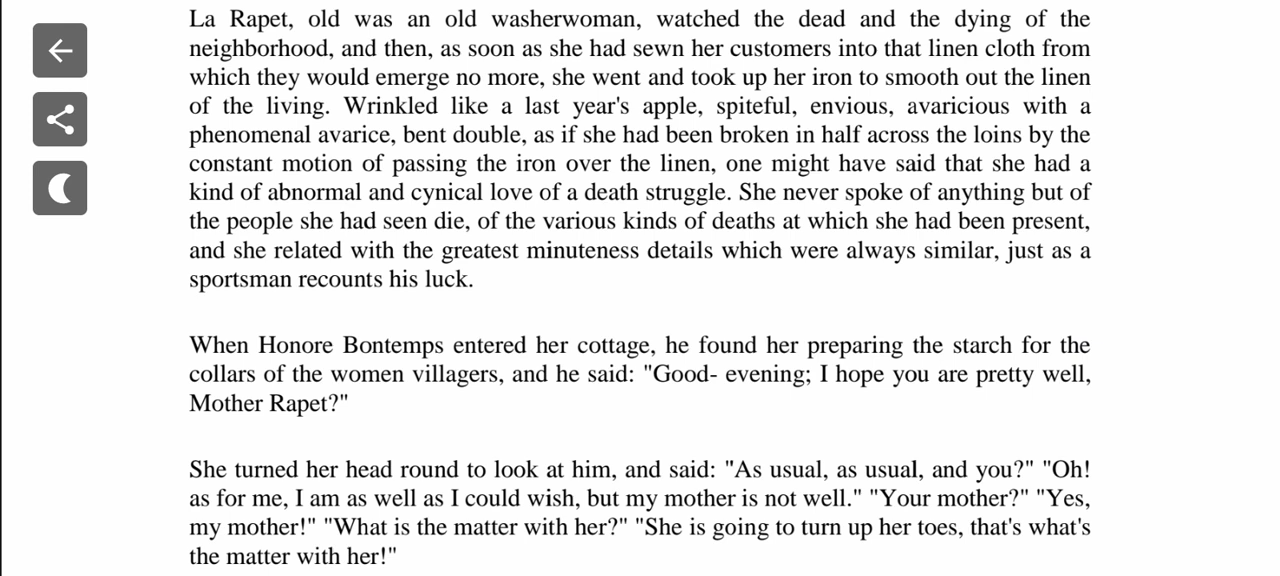 La Rapet, old was an old washerwoman, watched the dead and the dying of the
neighborhood, and then, as soon as she had sewn her customers into that linen cloth from
which they would emerge no more, she went and took up her iron to smooth out the linen
of the living. Wrinkled like a last year's apple, spiteful, envious, avaricious with a
phenomenal avarice, bent double, as if she had been broken in half across the loins by the
constant motion of passing the iron over the linen, one might have said that she had a
kind of abnormal and cynical love of a death struggle. She never spoke of anything but of
the people she had seen die, of the various kinds of deaths at which she had been present,
and she related with the greatest minuteness details which were always similar, just as a
sportsman recounts his luck.
When Honore Bontemps entered her cottage, he found her preparing the starch for the
collars of the women villagers, and he said: "Good- evening; I hope you are pretty well,
Mother Rapet?"
She turned her head round to look at him, and said: "As usual, as usual, and you?" "Oh!
as for me, I am as well as I could wish, but my mother is not well." "Your mother?" "Yes,
my mother!" "What is the matter with her?" "She is going to turn up her toes, that's what's
the matter with her!"